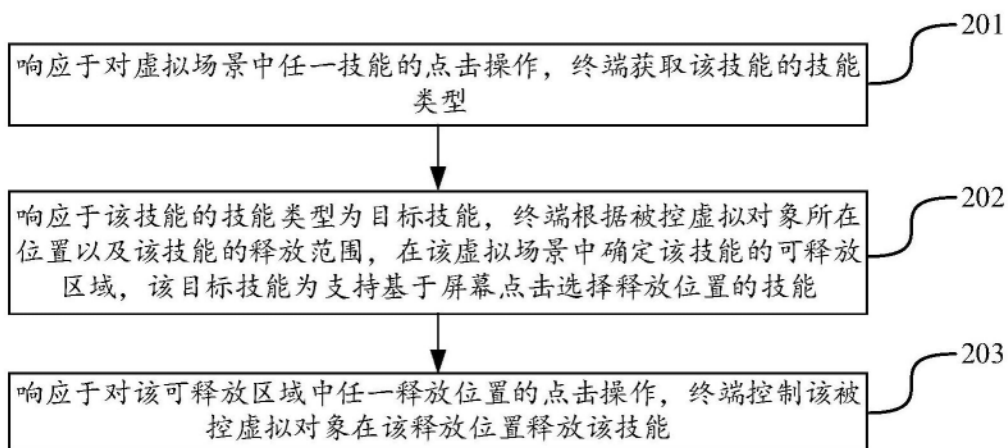 201
响应于对虚拟场景中任一技能的点击操作，终端获取该技能的技能
类型
202
响应于该技能的技能类型为目标技能，终端根据被控虚拟对象所在
位置以及该技能的释放范围，在该虚拟场景中确定该技能的可释放
区域，该目标技能为支持基于屏幕点击选择释放位置的技能
203
响应于对该可释放区域中任一释放位置的点击操作，终端控制该被
控虚拟对象在该释放位置释放该技能